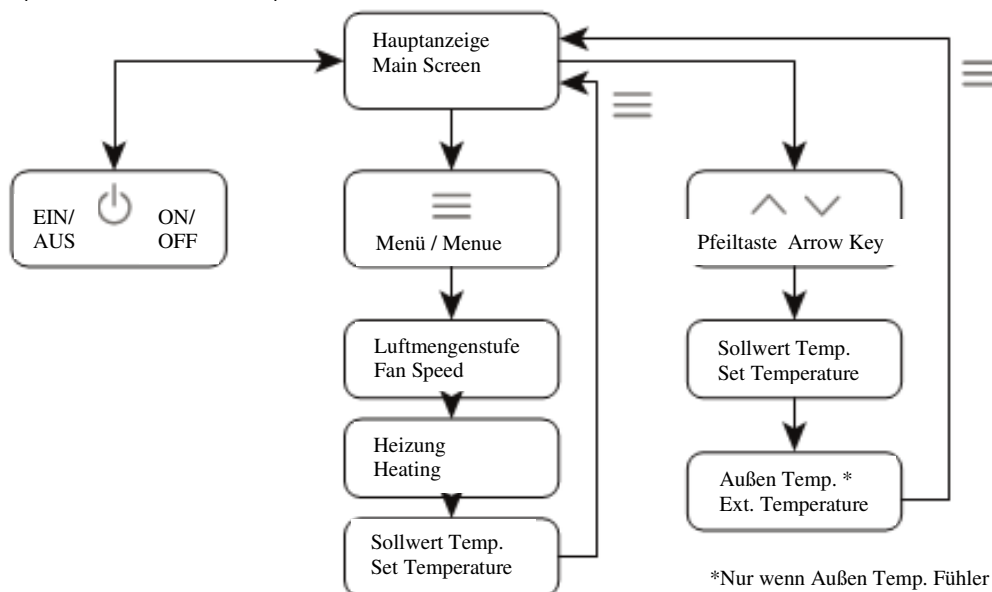 Hauptanzeige
Main Screen
EIN/ ON/
AUS OFF
Menü / Menue
Pfeiltaste Arrow Key
Luftmengenstufe
Fan Speed
Sollwert Temp.
Set Temperature
Heizung
Heating
Außen Temp. *
Ext. Temperature
Sollwert Temp.
Set Temperature
*Nur wenn Außen Temp. Fühler